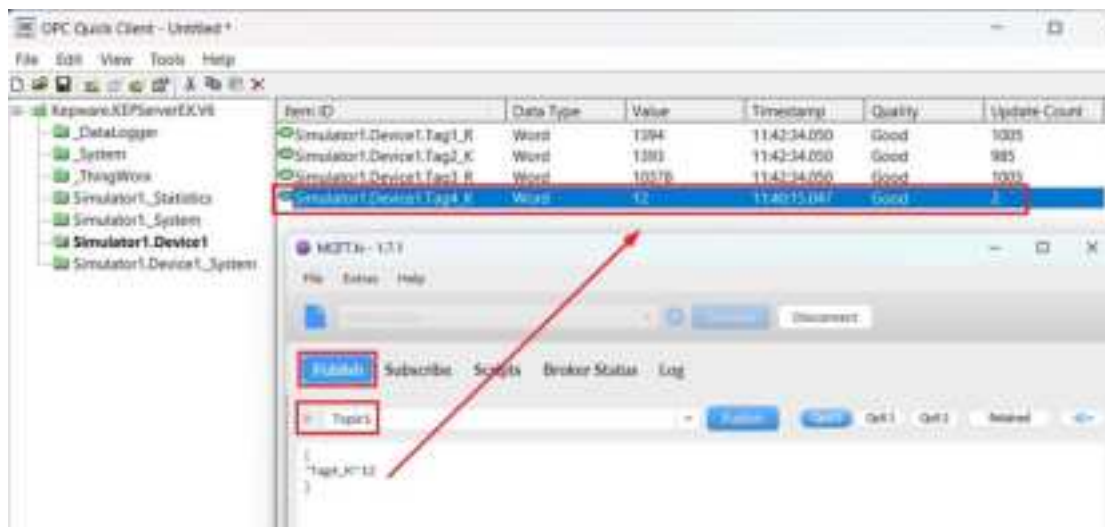 OPC Quick Client - Untitled *
File Edit View Tools Help
Kepware.KEPServerEX.V6
_DataLogger
_System
_ThingWorx
Simulator1._Statistics
Simulator1._System
Simulator1.Device1
Simulator1.Device1._System
Item ID Data Type Value Timestamp Quality Update Count
Simulator1.Device1.Tag1_R Word 1394 11:42:34.050 Good 1005
Simulator1.Device1.Tag2_K Word 1393 11:42:34.050 Good 985
Simulator1.Device1.Tag3_R Word 10378 11:42:34.050 Good 1003
Simulator1.Device1.Tag4_K Word 12 11:40:15.047 Good 2
MQTT.fx - 1.7.1
File Extras Help
Disconnect
Publish Subscribe Scripts Broker Status Log
Topic1 Publish QoS 0 QoS 1 QoS 2 Retained
{
"Tag4_K":12
}